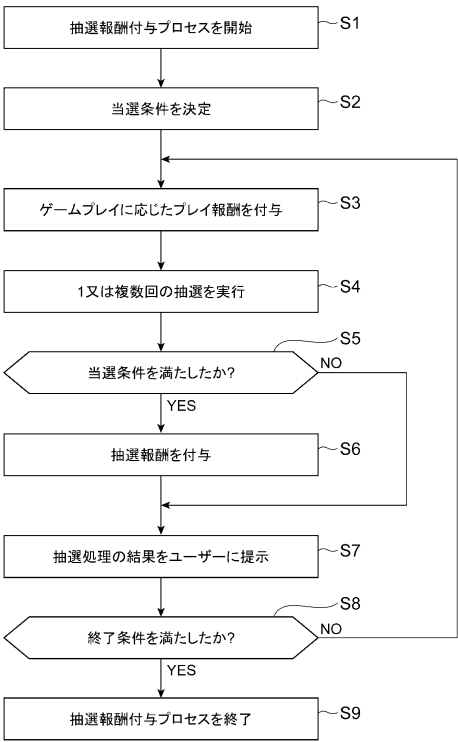 抽選報酬付与プロセスを開始 S1
当選条件を決定 S2
ゲームプレイに応じたプレイ報酬を付与 S3
1又は複数回の抽選を実行 S4
S5
当選条件を満たしたか? NO
YES
抽選報酬を付与 S6
抽選処理の結果をユーザーに提示 S7
S8
終了条件を満たしたか? NO
YES
抽選報酬付与プロセスを終了 S9